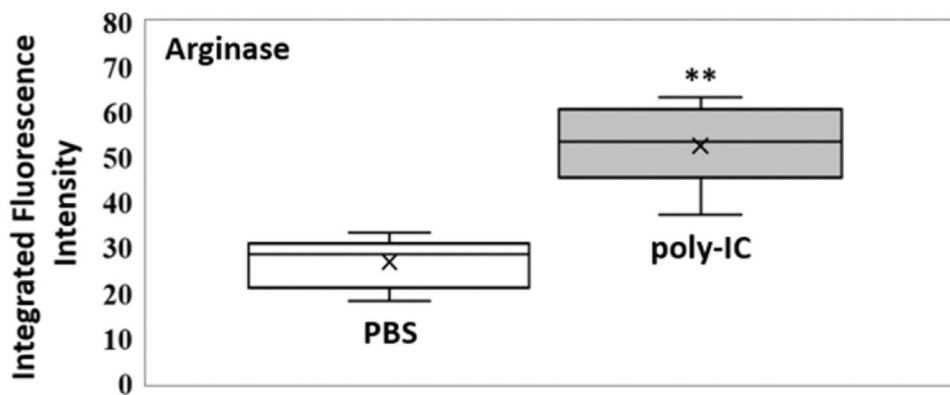 Integrated Fluorescence
Intensity
80
70
60
50
40
30
20
10
0
Arginase
**
poly-IC
PBS